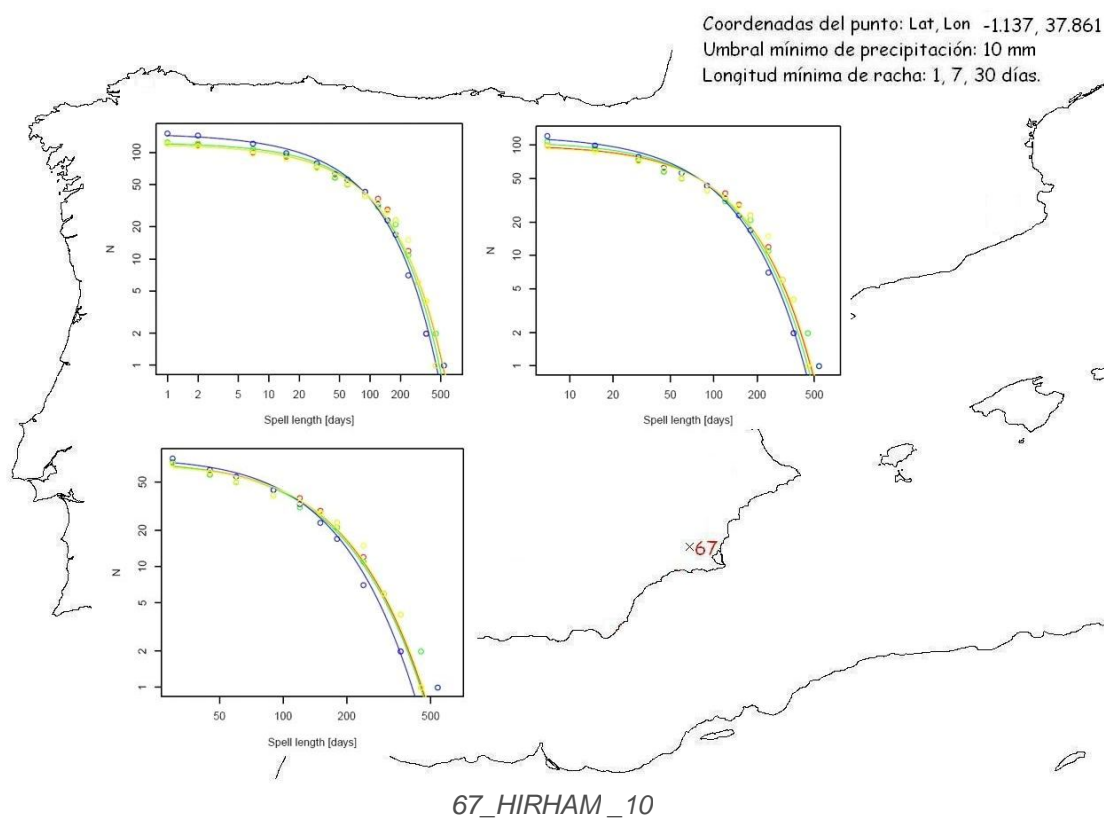 Coordenadas del punto: Lat, Lon -1.137, 37.861
Umbral mínimo de precipitación: 10 mm
Longitud mínima de racha: 1, 7, 30 días.
N
100
50
20
10
5
2
1
1 2 5 10 20 50 100 200 500
Spell length [days]
N
100
50
20
10
5
2
1
10 20 50 100 200 500
Spell length [days]
N
50
20
10
5
2
1
50 100 200 500
Spell length [days]
×67
67_HIRHAM _10